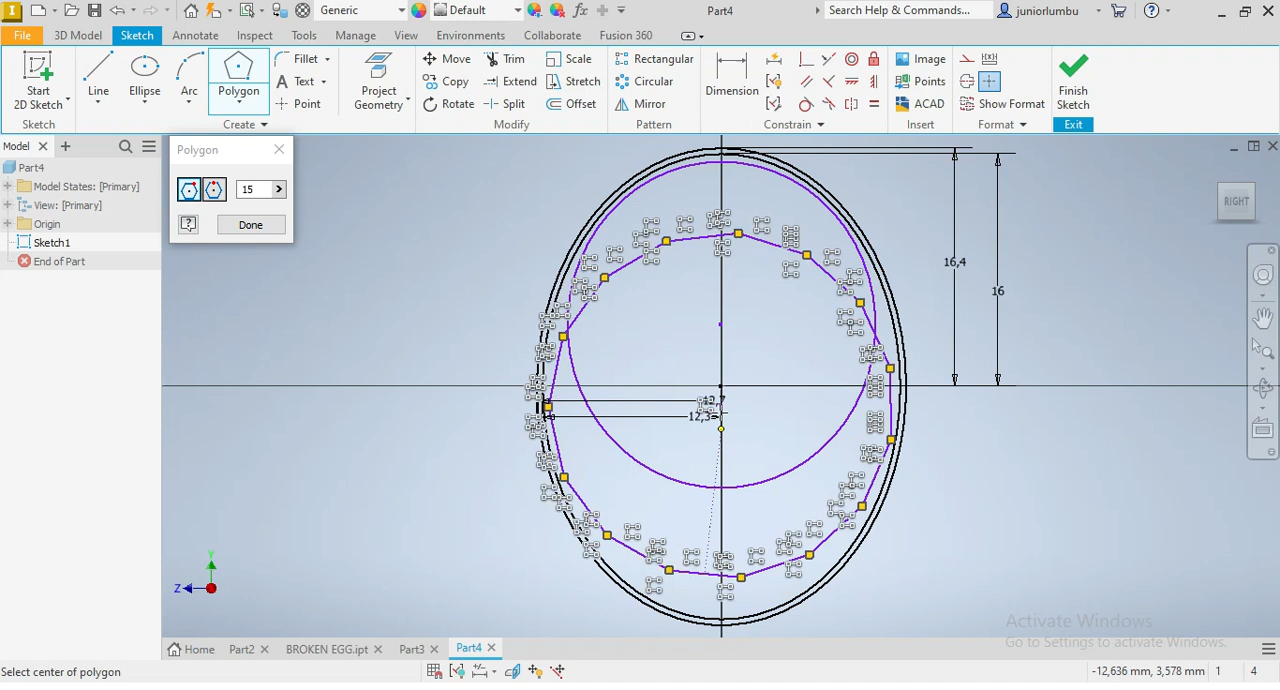 Generic Default fx Part4 Search Help & Commands... juniorlumbu
File Sketch 3D Model Annotate Inspect Tools Manage View Environments Collaborate Fusion 360
Start
2D Sketch
Line
Ellipse
Arc
Polygon
Fillet
Text
Point
Project
Geometry
Move
Copy
Rotate
Trim
Extend
Split
Scale
Stretch
Offset
Dimension
Rectangular
Circular
Mirror
Image
Points
ACAD
Show Format
Finish
Sketch
Sketch Create Modify Constrain Pattern Insert Format Exit
Model
Part4
Model States: [Primary]
View: [Primary]
Origin
Sketch1
End of Part
Polygon
15
Done
RIGHT
16,4
16
12,3
Y
Z
Activate Windows
Go to Settings to activate Windows.
Home Part2 BROKEN EGG.ipt Part3 Part4
Select center of polygon
-12,636 mm, 3,578 mm 1 4